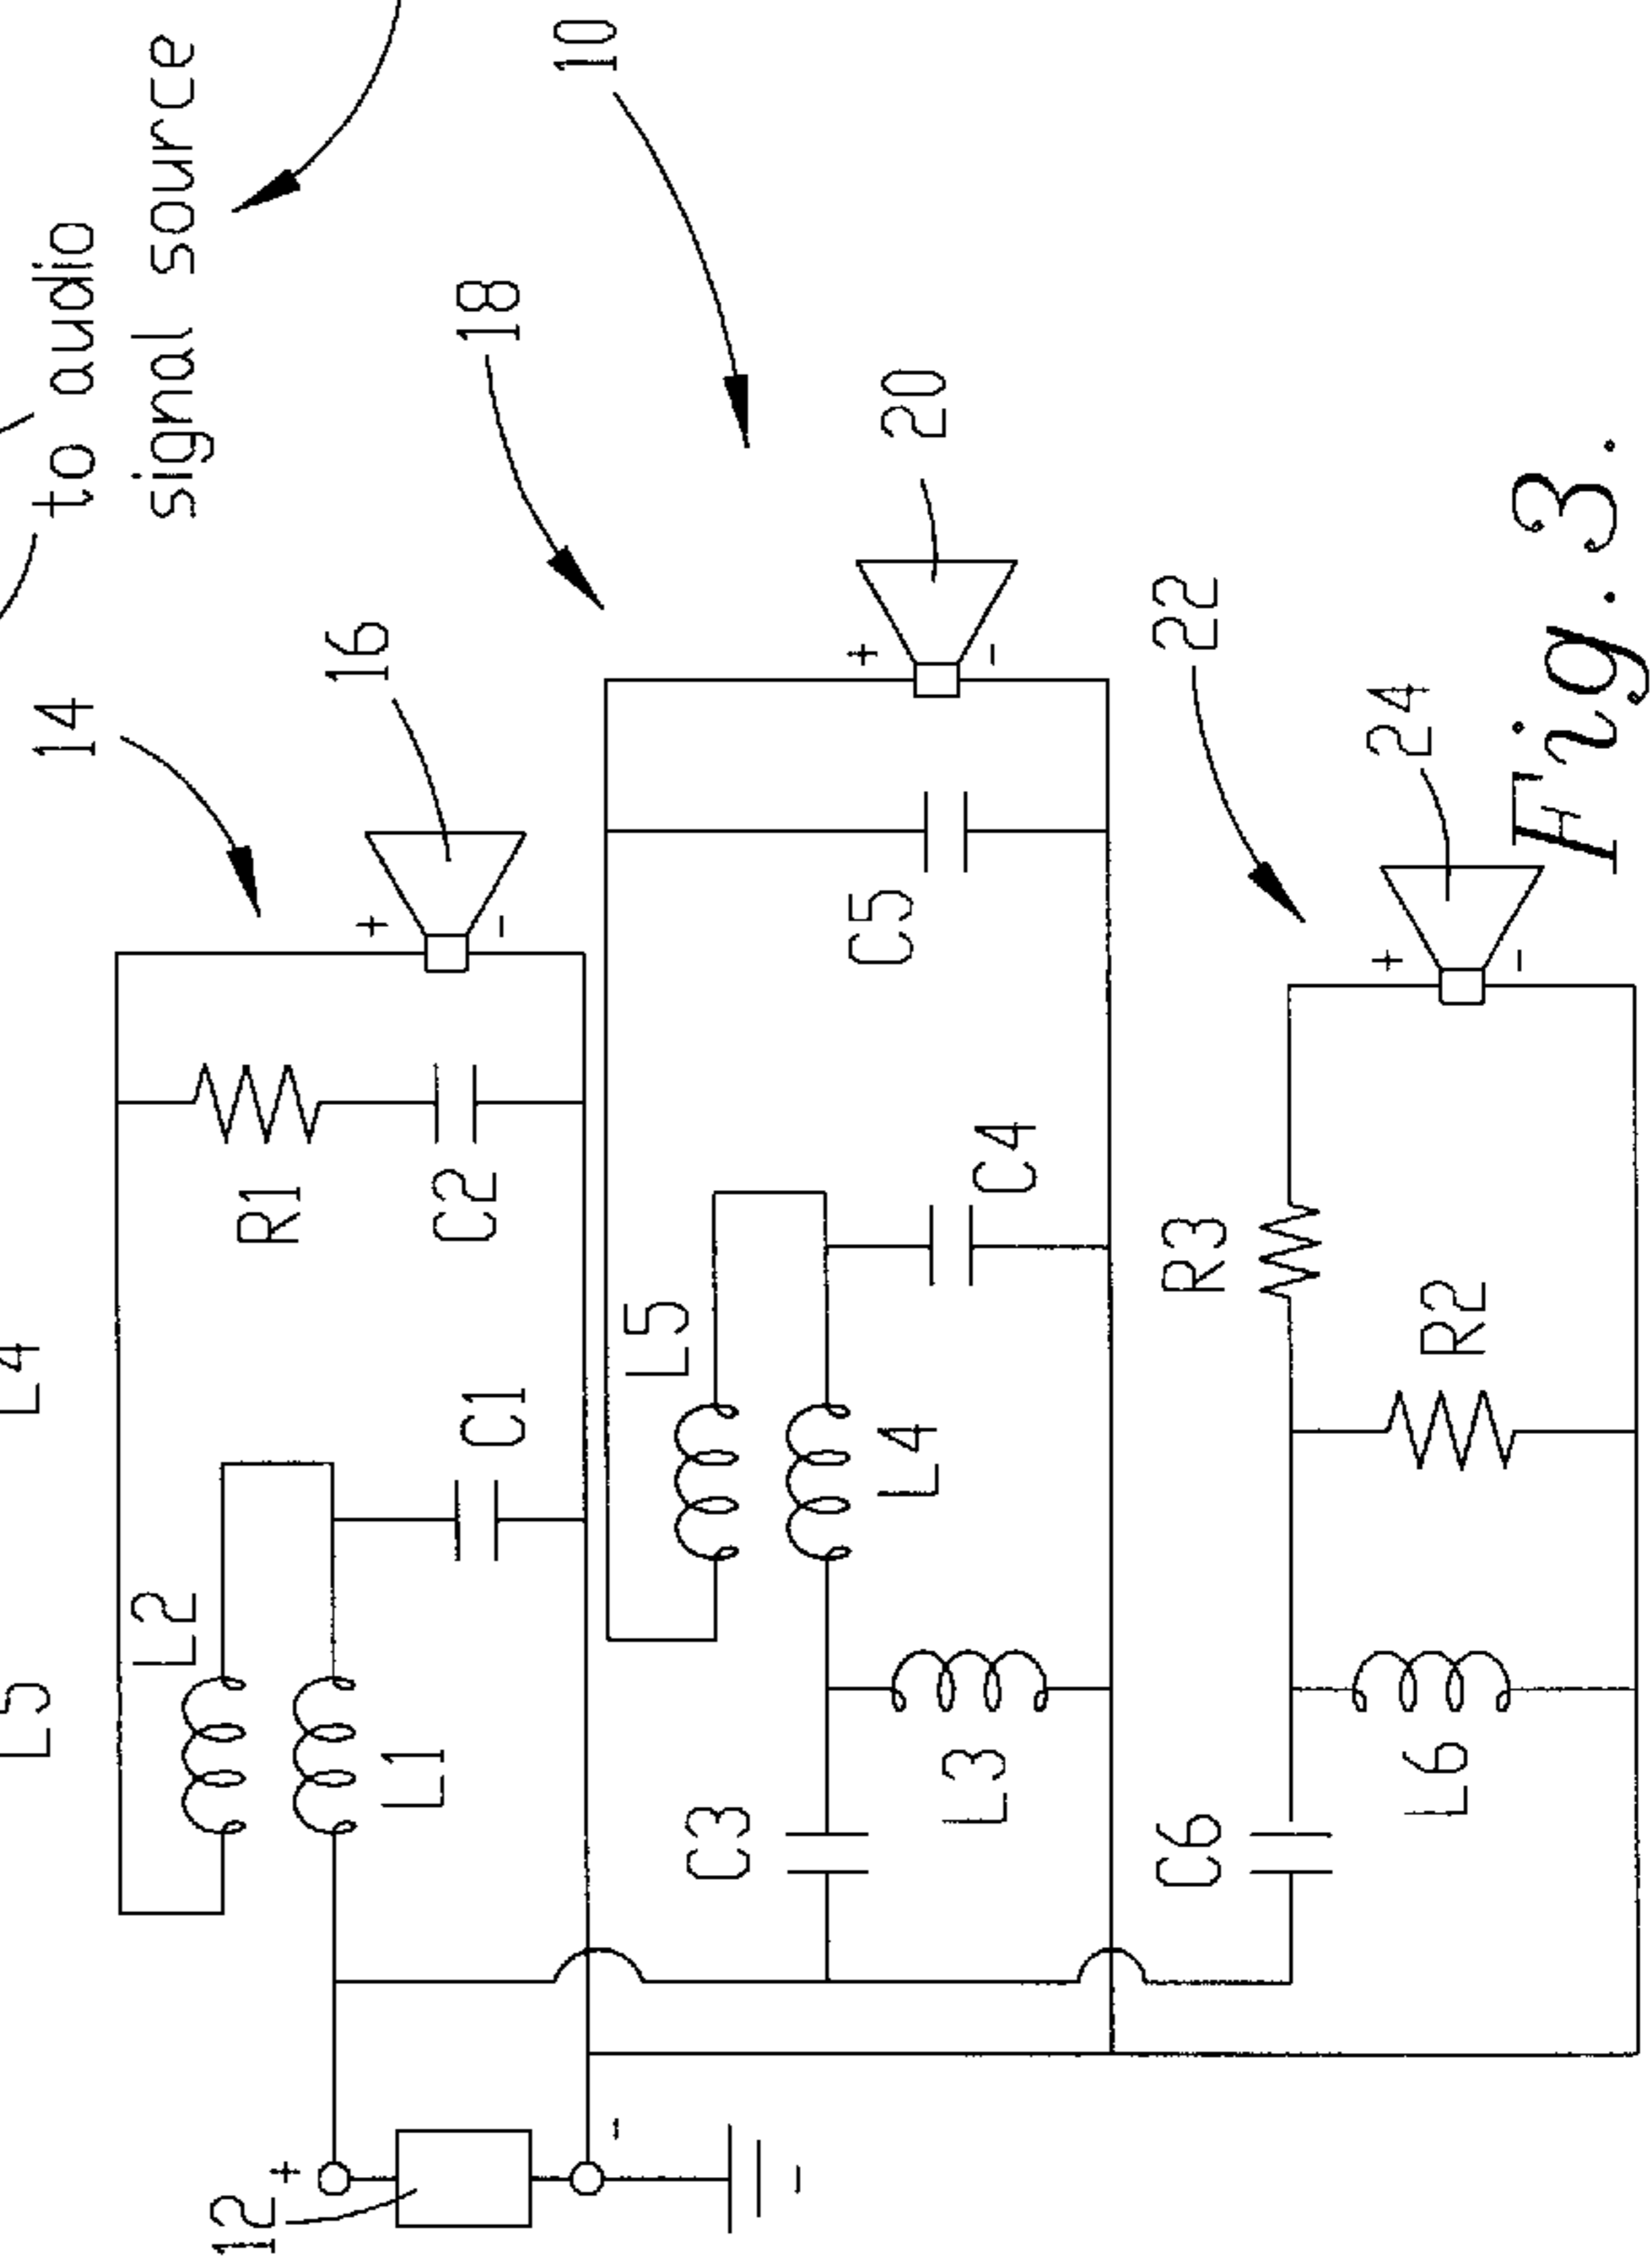 to audio
signal source
L5
L4
14
16
18
10
L2
L1
R1
C2
C1
12
+
-
+
-
L5
L4
C5
C4
C3
L3
20
+
-
22
R3
R2
C6
L6
24
+
-
Fig. 3.